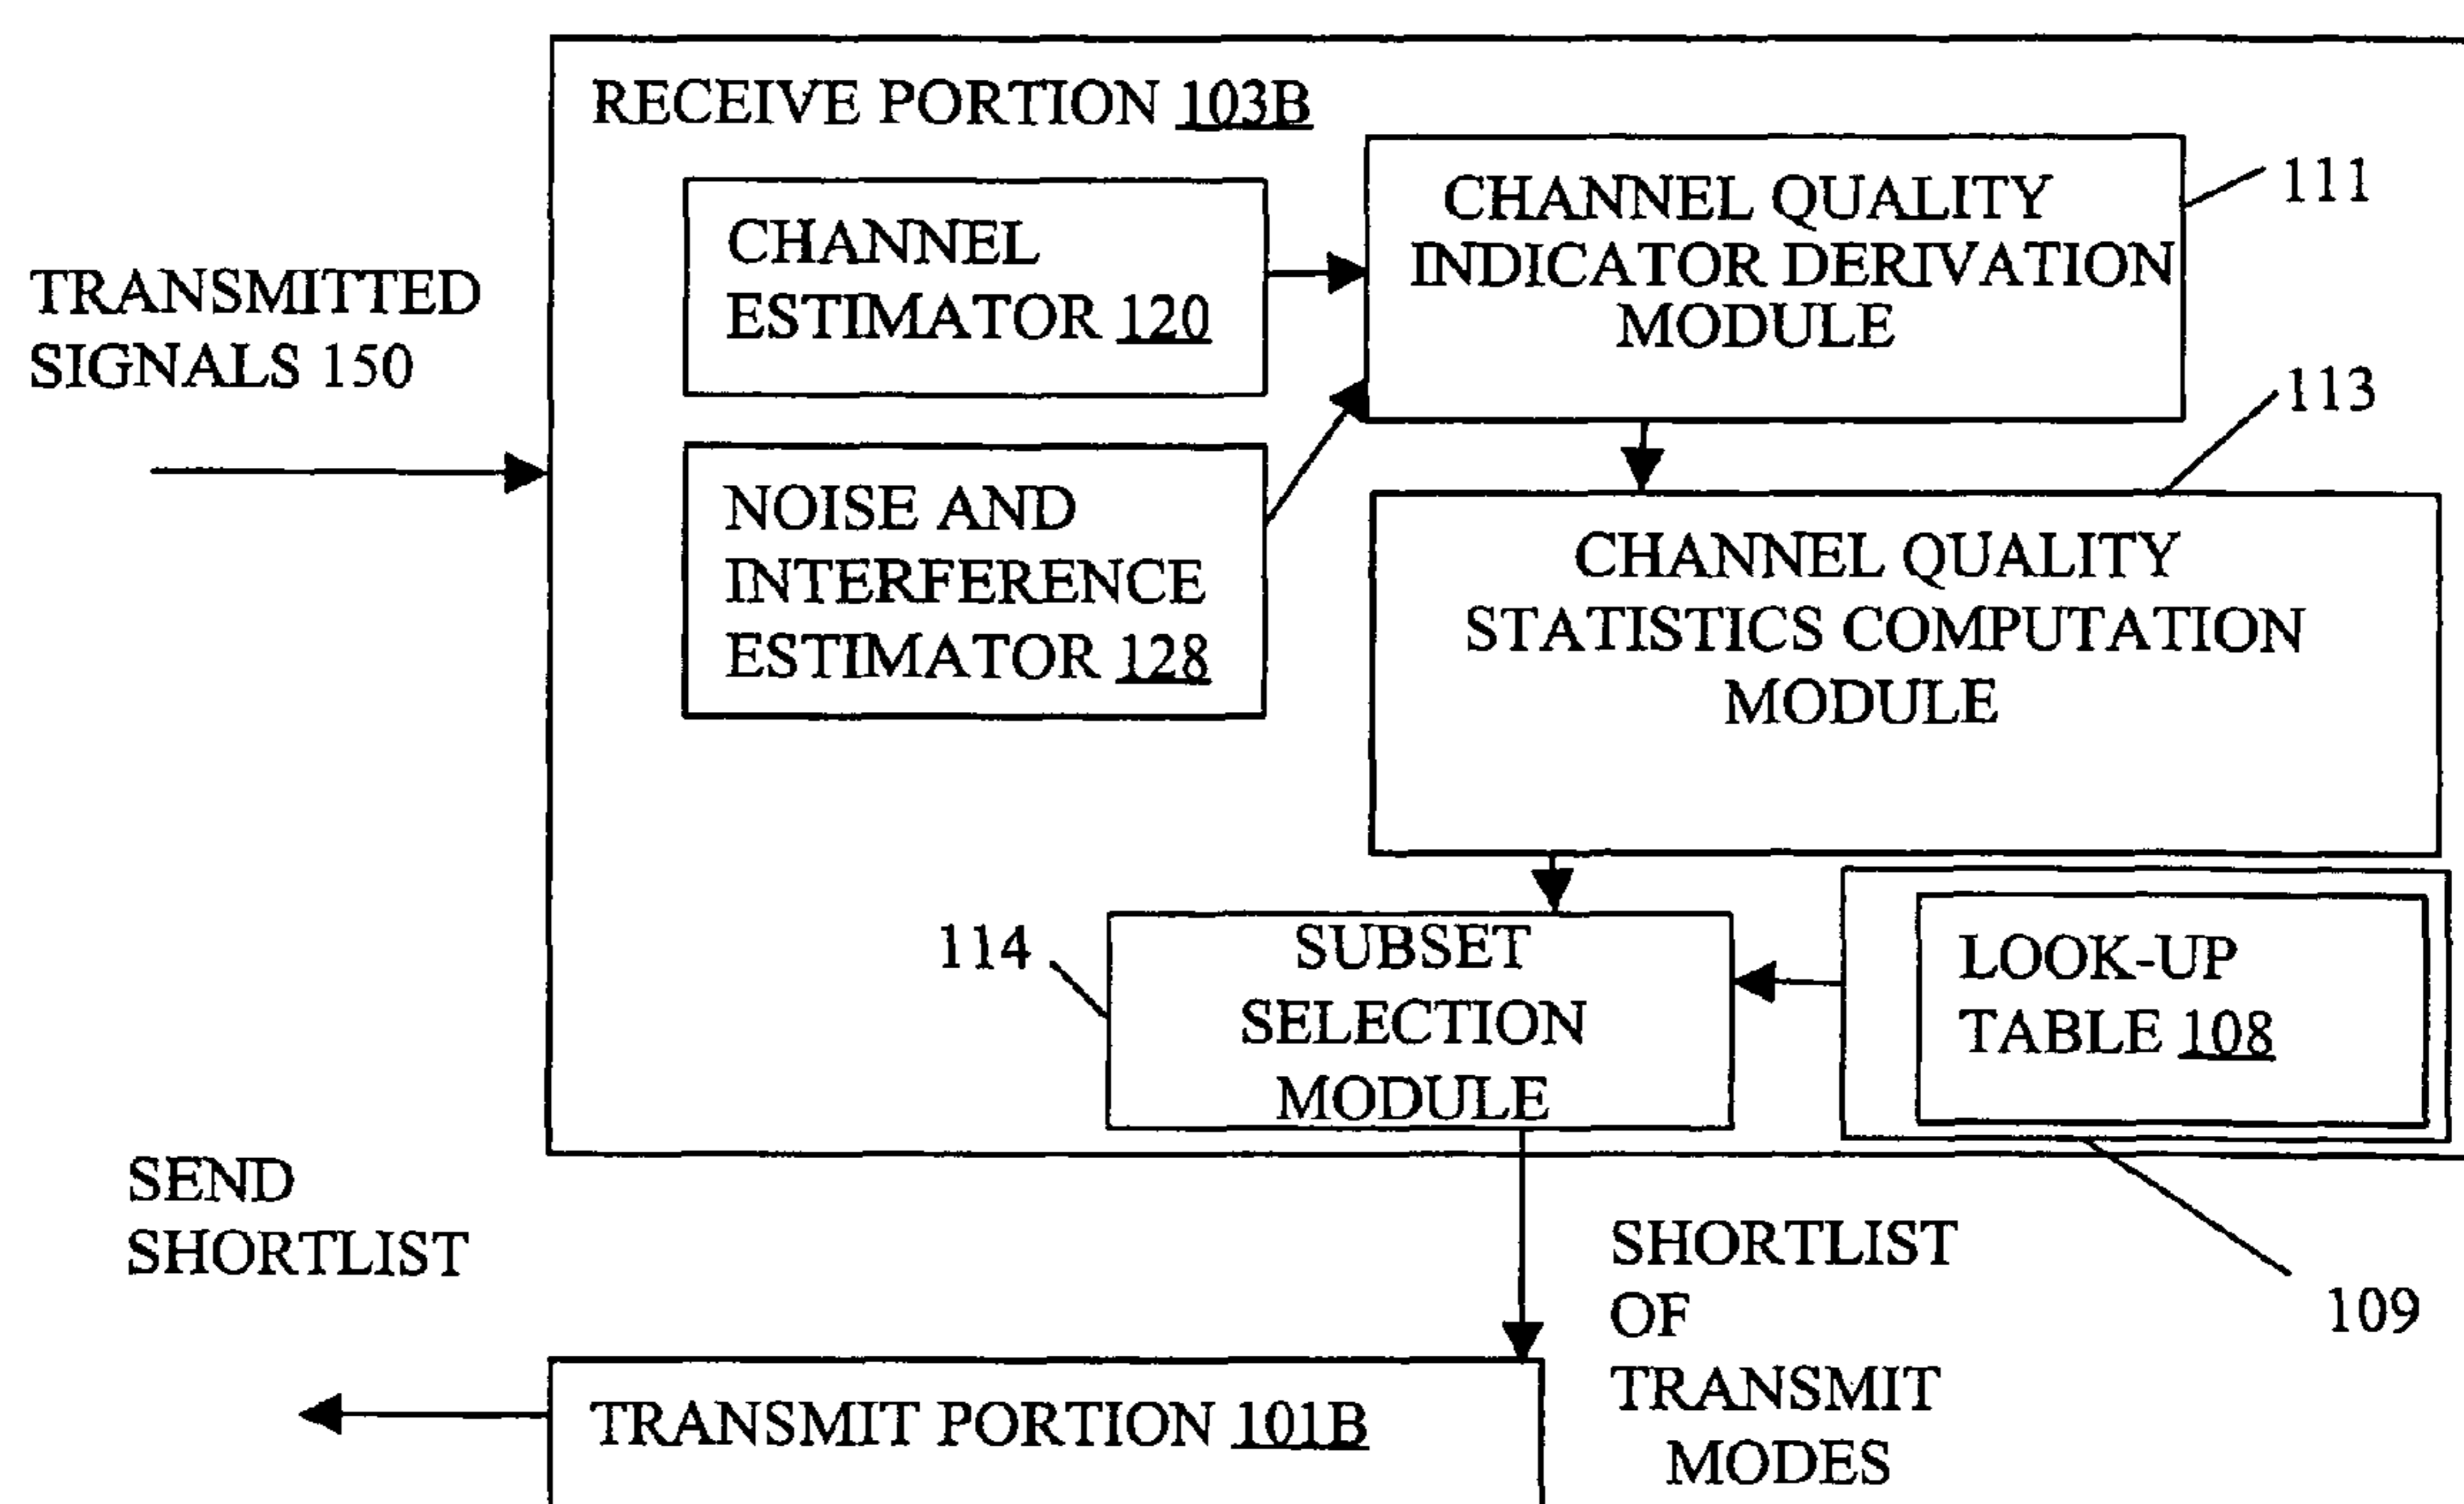 RECEIVE PORTION 103B
TRANSMITTED
SIGNALS 150
CHANNEL
ESTIMATOR 120
CHANNEL QUALITY
INDICATOR DERIVATION
MODULE
111
NOISE AND
INTERFERENCE
ESTIMATOR 128
113
CHANNEL QUALITY
STATISTICS COMPUTATION
MODULE
114
SUBSET
SELECTION
MODULE
LOOK-UP
TABLE 108
109
SEND
SHORTLIST
SHORTLIST
OF
TRANSMIT
MODES
TRANSMIT PORTION 101B